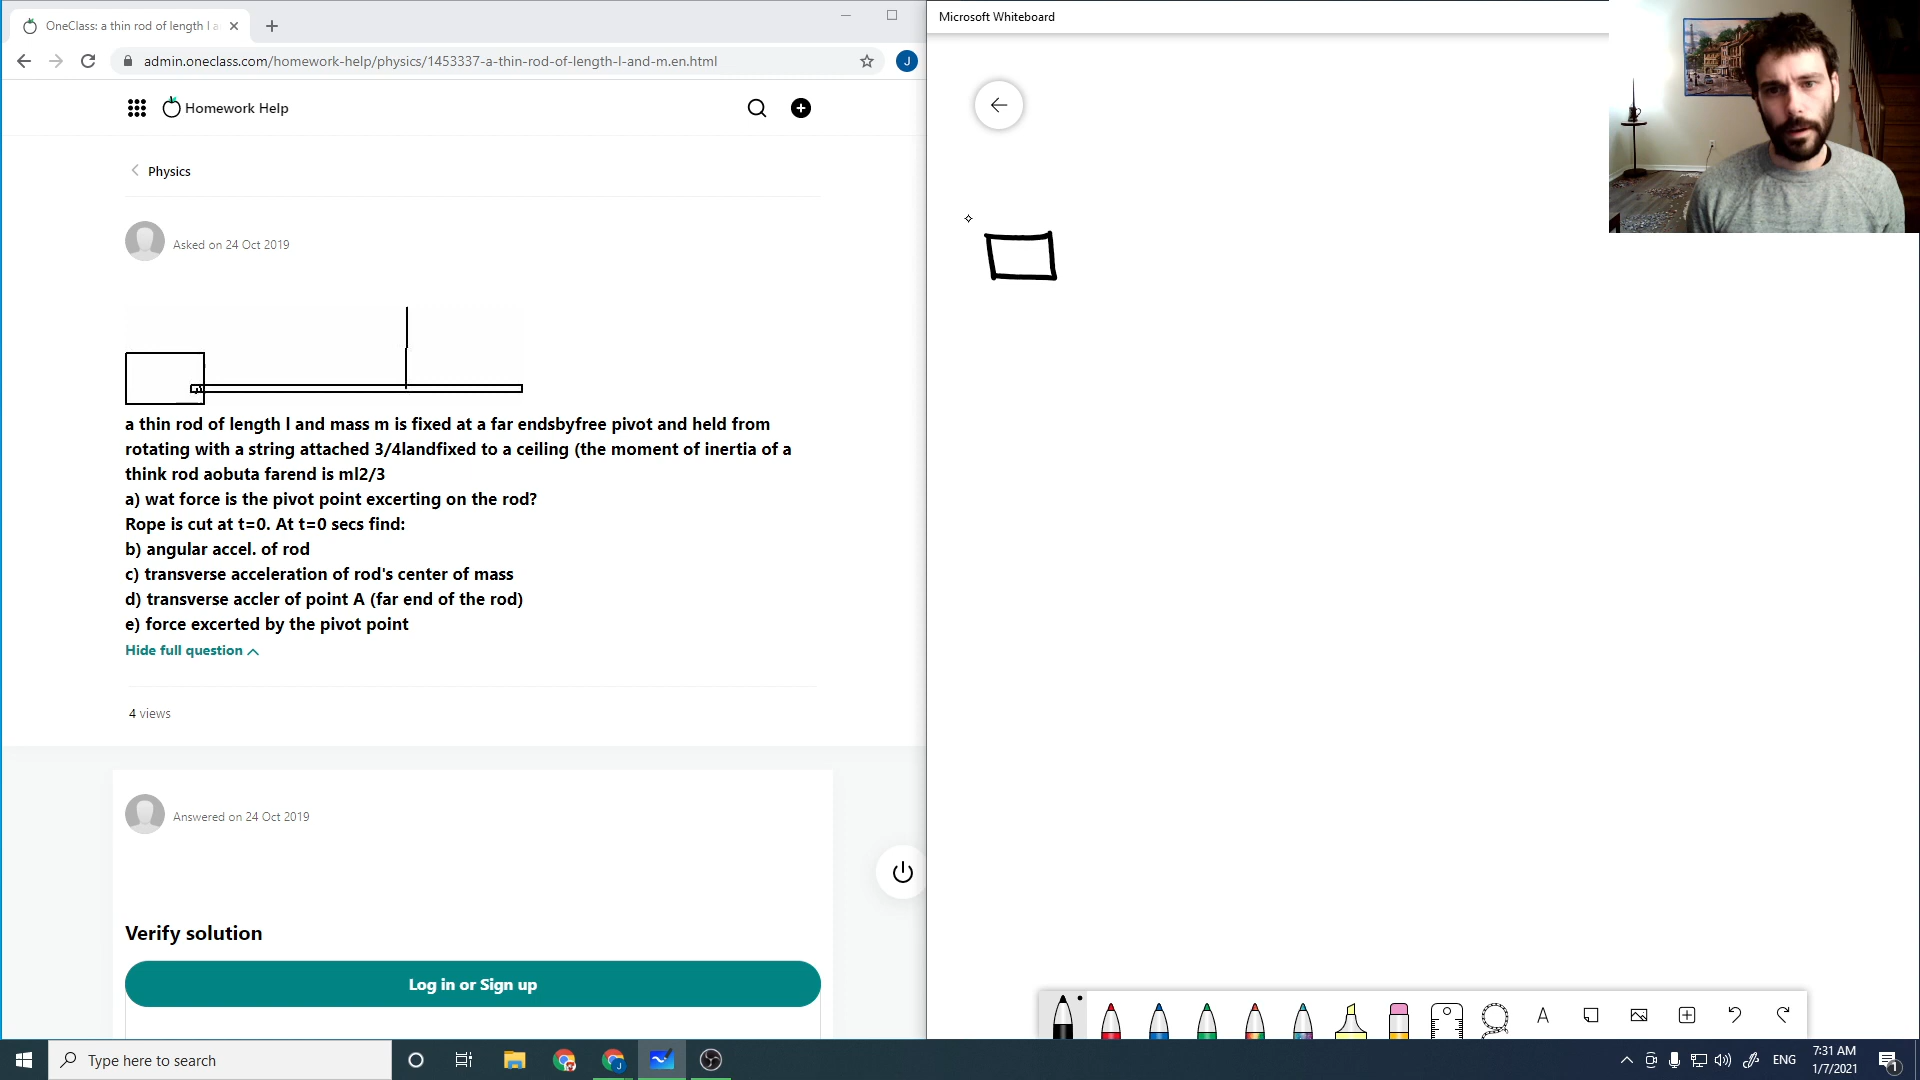 OneClass: a thin rod of length l a
Microsoft Whiteboard
admin.oneclass.com/homework-help/physics/1453337-a-thin-rod-of-length-l-and-m.en.html
J
Homework Help
Physics
Asked on 24 Oct 2019
a thin rod of length l and mass m is fixed at a far endsbyfree pivot and held from
rotating with a string attached 3/4landfixed to a ceiling (the moment of inertia of a
think rod aobuta farend is ml2/3
a) wat force is the pivot point excerting on the rod?
Rope is cut at t=0. At t=0 secs find:
b) angular accel. of rod
c) transverse acceleration of rod's center of mass
d) transverse accler of point A (far end of the rod)
e) force excerted by the pivot point
Hide full question
4 views
Answered on 24 Oct 2019
Verify solution
Log in or Sign up
Type here to search
ENG
7:31 AM
1/7/2021
1